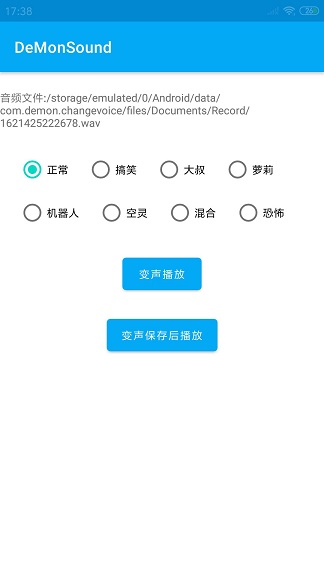 17:38
DeMonSound
音频文件:/storage/emulated/0/Android/data/
com.demon.changevoice/files/Documents/Record/
1621425222678.wav
正常 搞笑 大叔 萝莉
机器人 空灵 混合 恐怖
变声播放
变声保存后播放